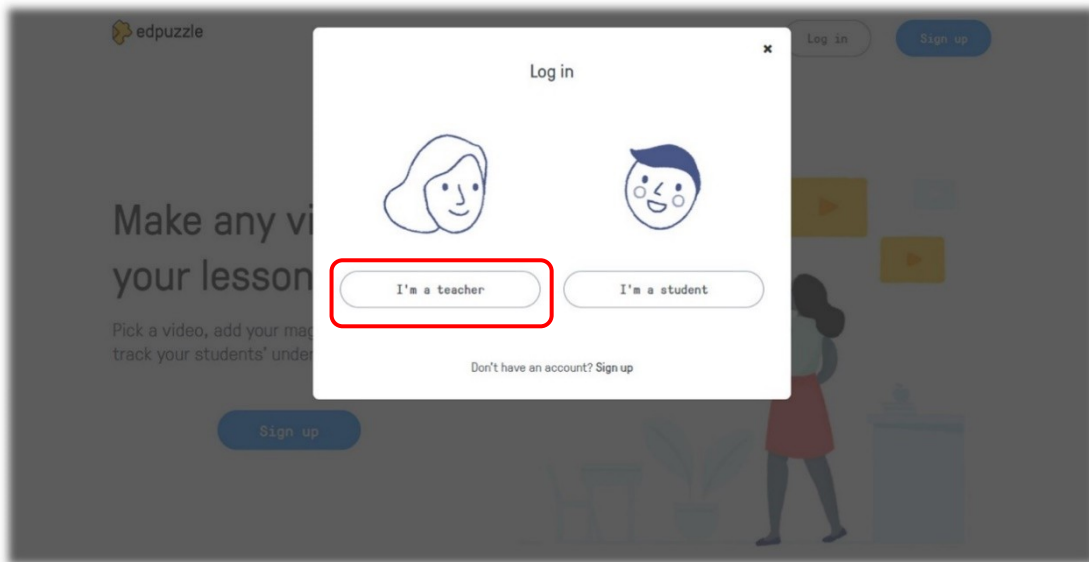 edpuzzle
Log in
Sign up
Log in
Make any vi
your lesson
I'm a teacher
I'm a student
Pick a video, add your mag
track your students' under
Don't have an account? Sign up
Sign up